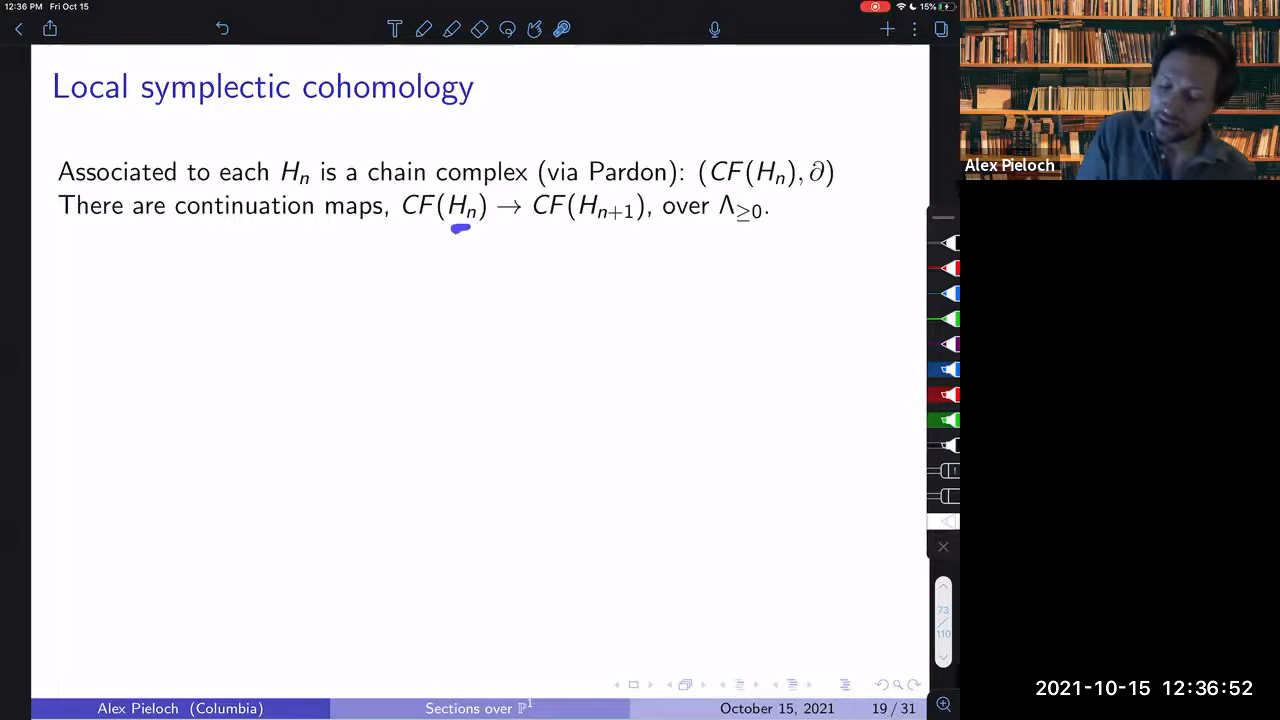 12:36 PM Fri Oct 15
15%
Local symplectic cohomology
Associated to each Hₙ is a chain complex (via Pardon): (CF(Hₙ), ∂)
There are continuation maps, CF(Hₙ) → CF(Hₙ₊₁), over Λ≥0.
Alex Pieloch
73
110
Alex Pieloch (Columbia)
Sections over ℙ¹
October 15, 2021
19 / 31
2021-10-15 12:36:52